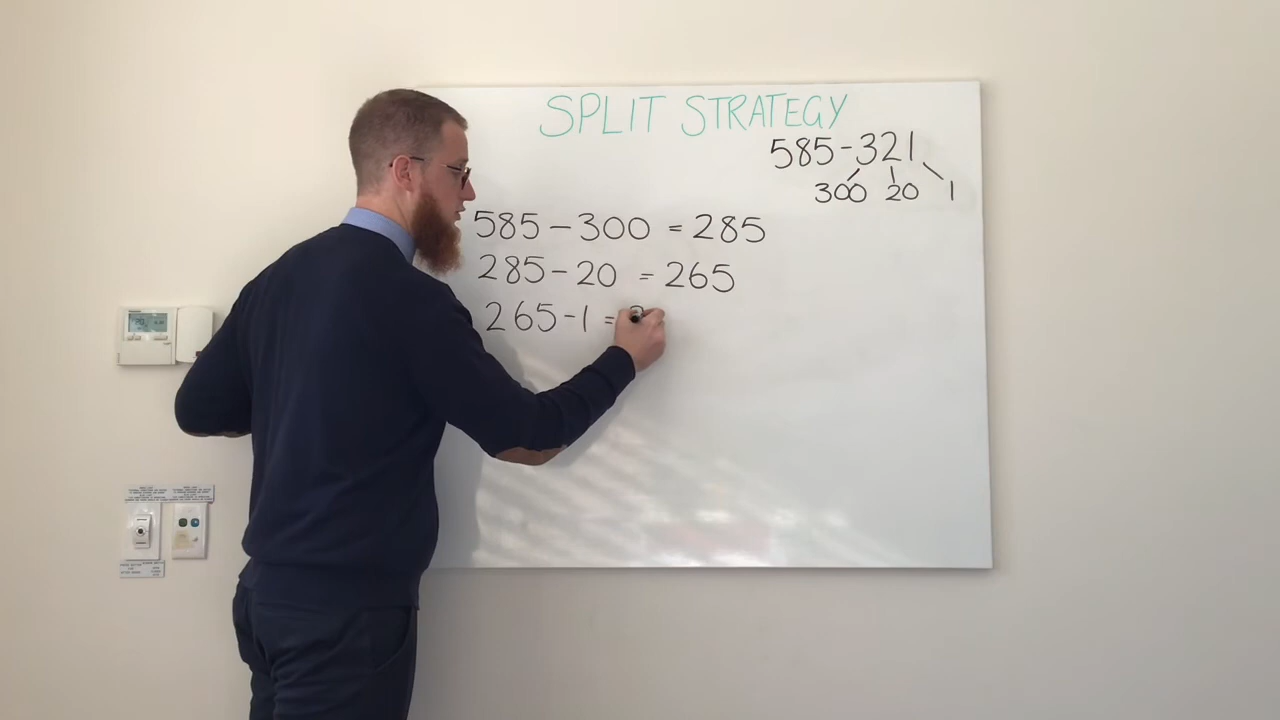 SPLIT STRATEGY
585-321
300 20 1
585-300 = 285
285-20 = 265
265-1 =